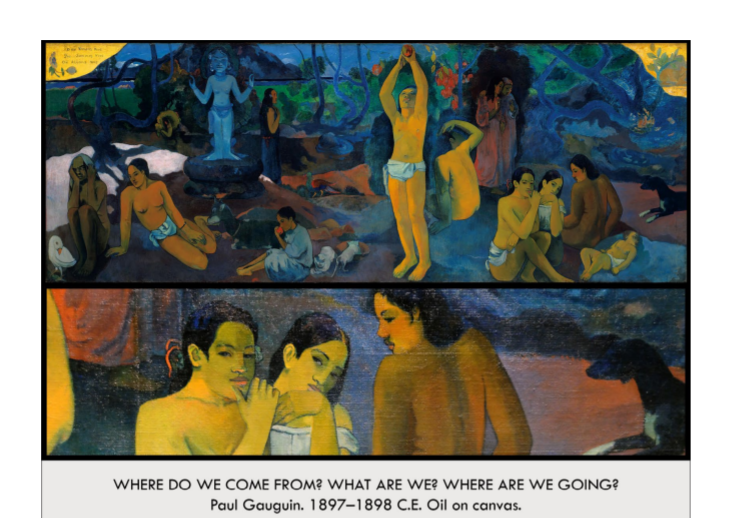 WHERE DO WE COME FROM? WHAT ARE WE? WHERE ARE WE GOING?
Paul Gauguin. 1897–1898 C.E. Oil on canvas.